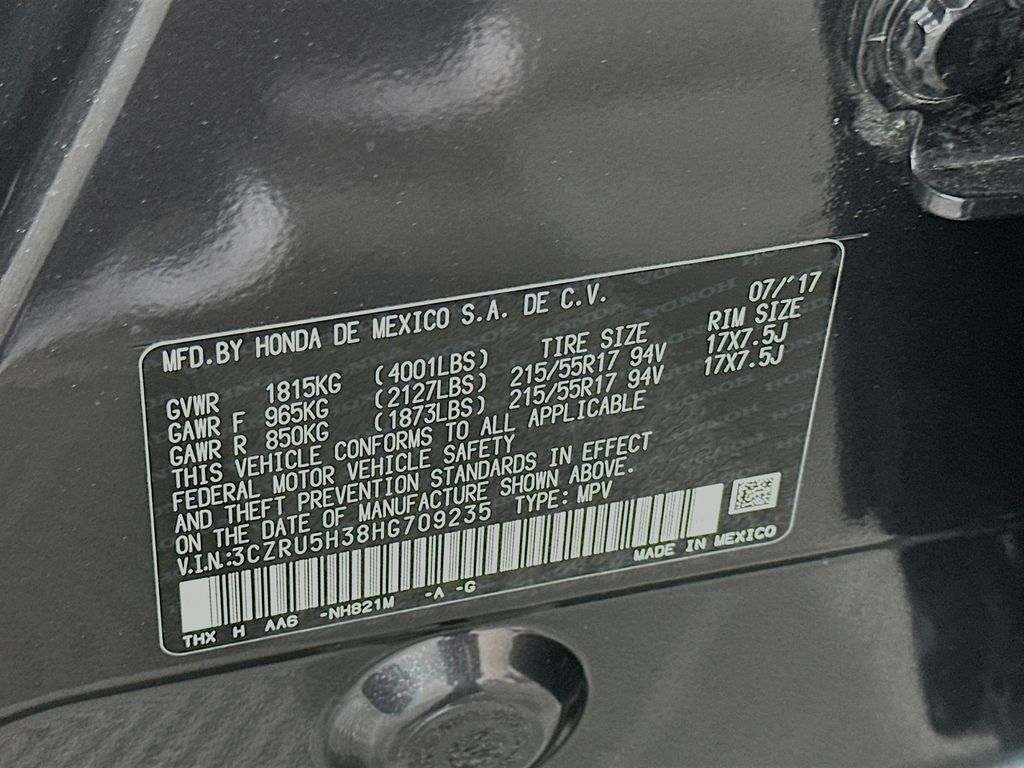 MFD.BY HONDA DE MEXICO S.A. DE C.V. 07/'17
TIRE SIZE RIM SIZE
GVWR 1815KG (4001LBS)
GAWR F 965KG (2127LBS) 215/55R17 94V 17X7.5J
GAWR R 850KG (1873LBS) 215/55R17 94V 17X7.5J
THIS VEHICLE CONFORMS TO ALL APPLICABLE
FEDERAL MOTOR VEHICLE SAFETY
AND THEFT PREVENTION STANDARDS IN EFFECT
ON THE DATE OF MANUFACTURE SHOWN ABOVE.
V.I.N.:3CZRU5H38HG709235 TYPE: MPV
THX H AA6 -NH821M -A -G MADE IN MEXICO